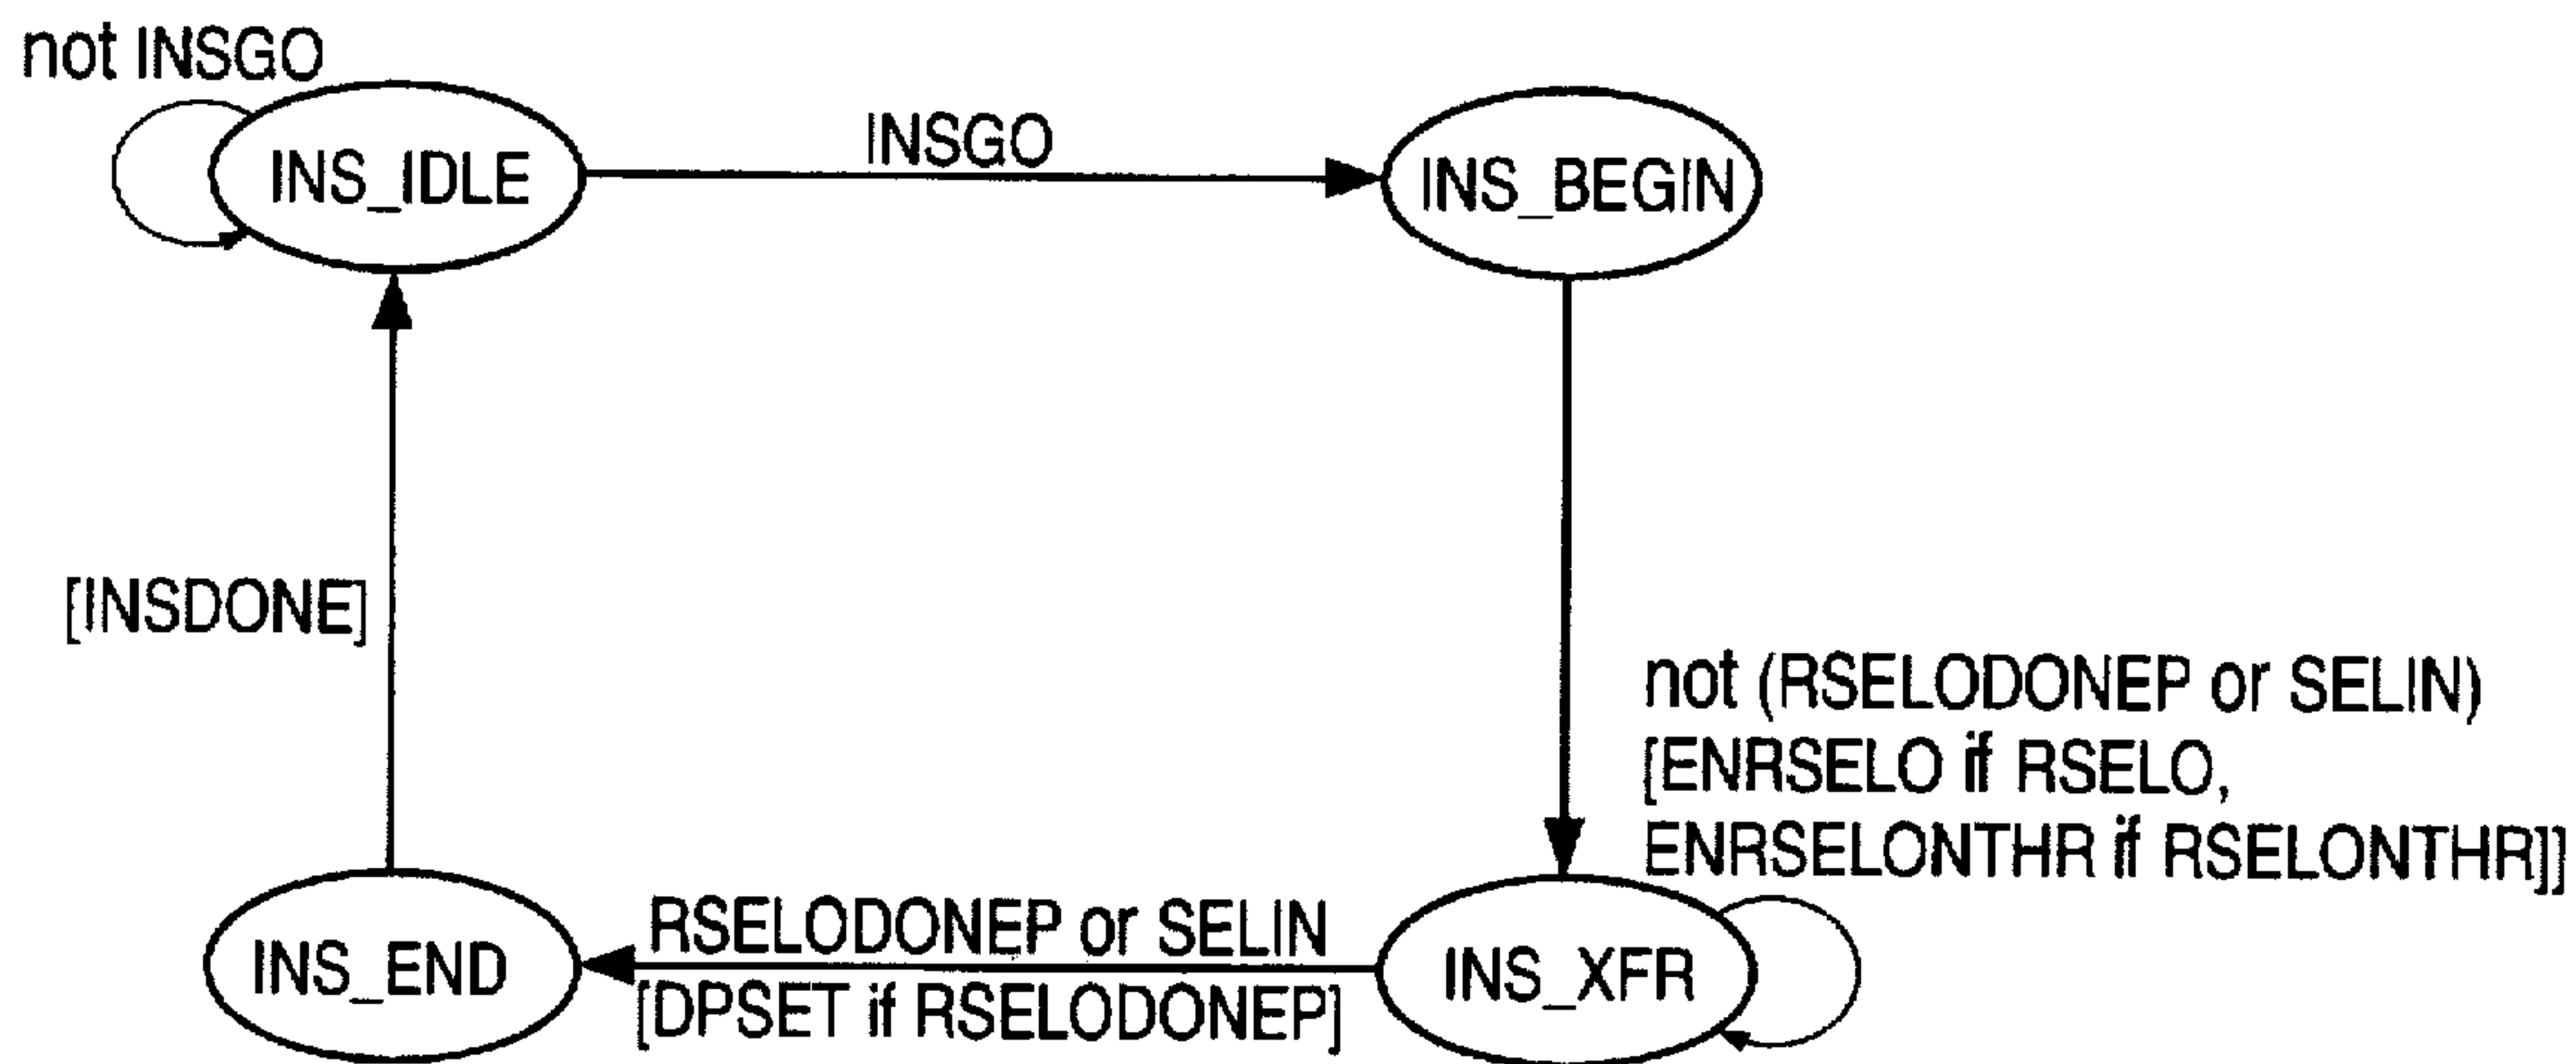 not INSGO
INS_IDLE
INSGO
INS_BEGIN
[INSDONE]
not (RSELODONEP or SELIN)
[ENRSELO if RSELO,
ENRSELONTHR if RSELONTHR]]
INS_END
RSELODONEP or SELIN
[DPSET if RSELODONEP]
INS_XFR